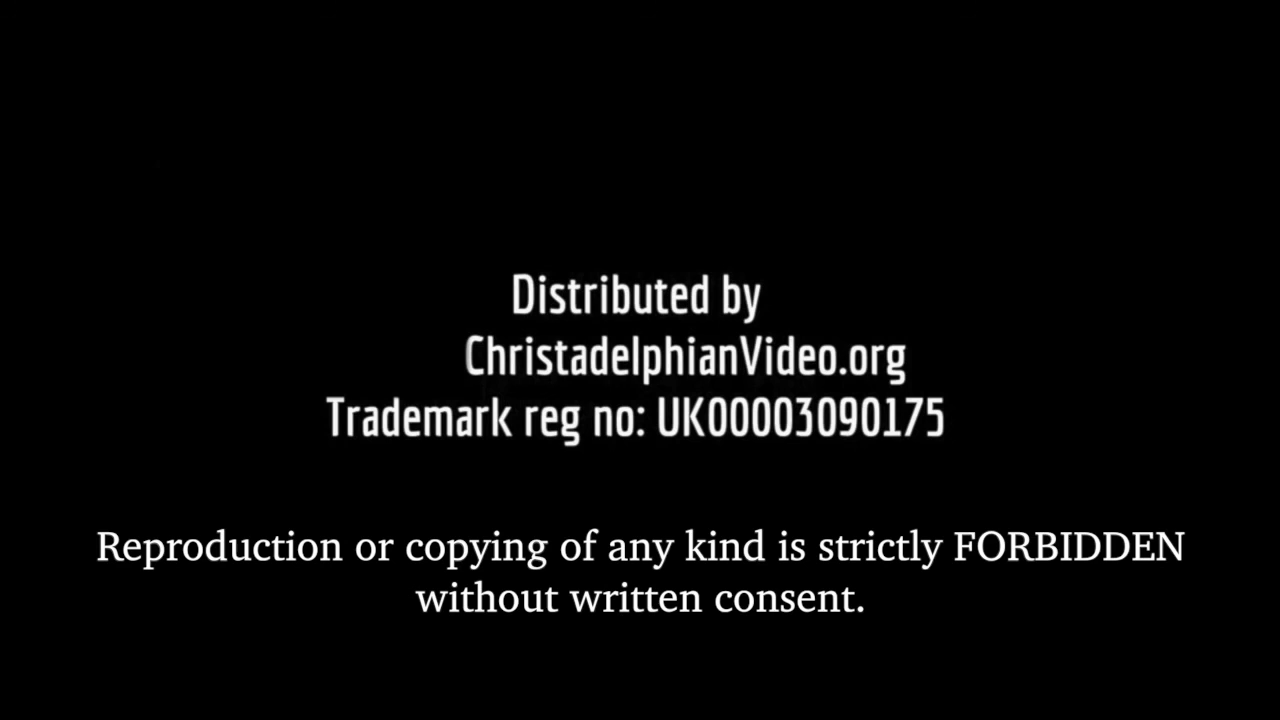 Distributed by
ChristadelphianVideo.org
Trademark reg no: UK00003090175
Reproduction or copying of any kind is strictly FORBIDDEN
without written consent.